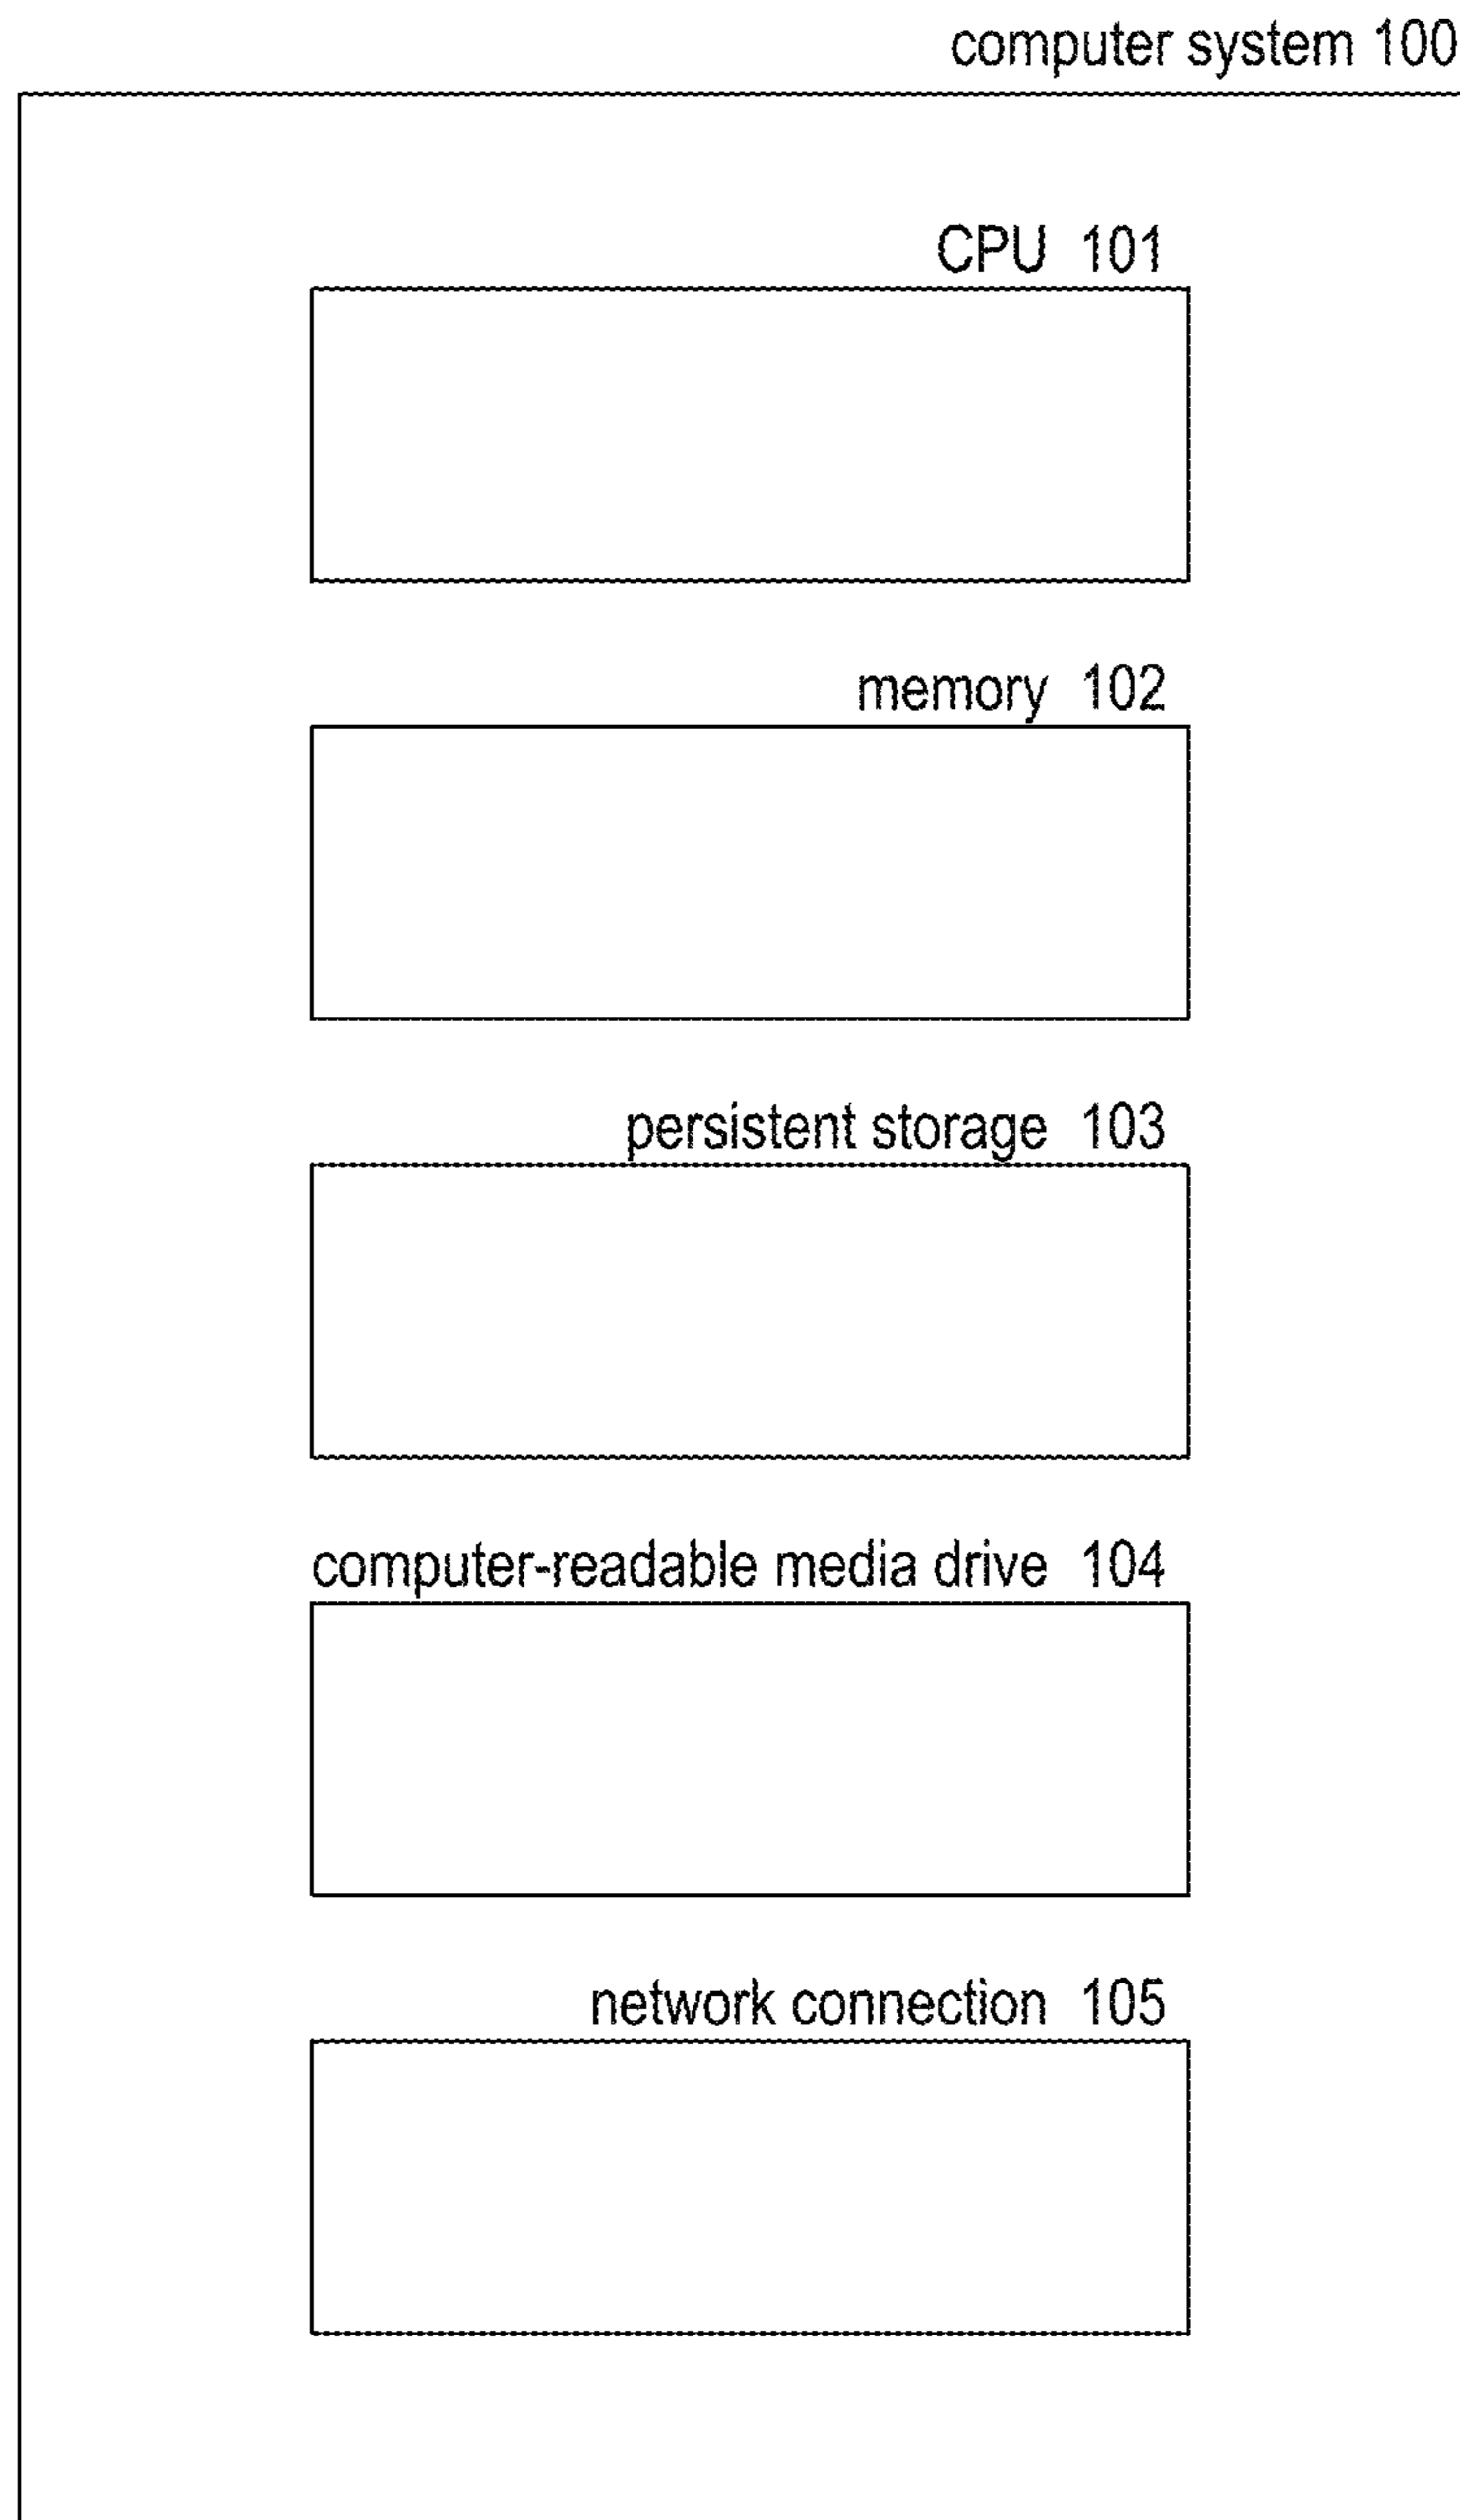 computer system 100
CPU 101
memory 102
persistent storage 103
computer-readable media drive 104
network connection 105